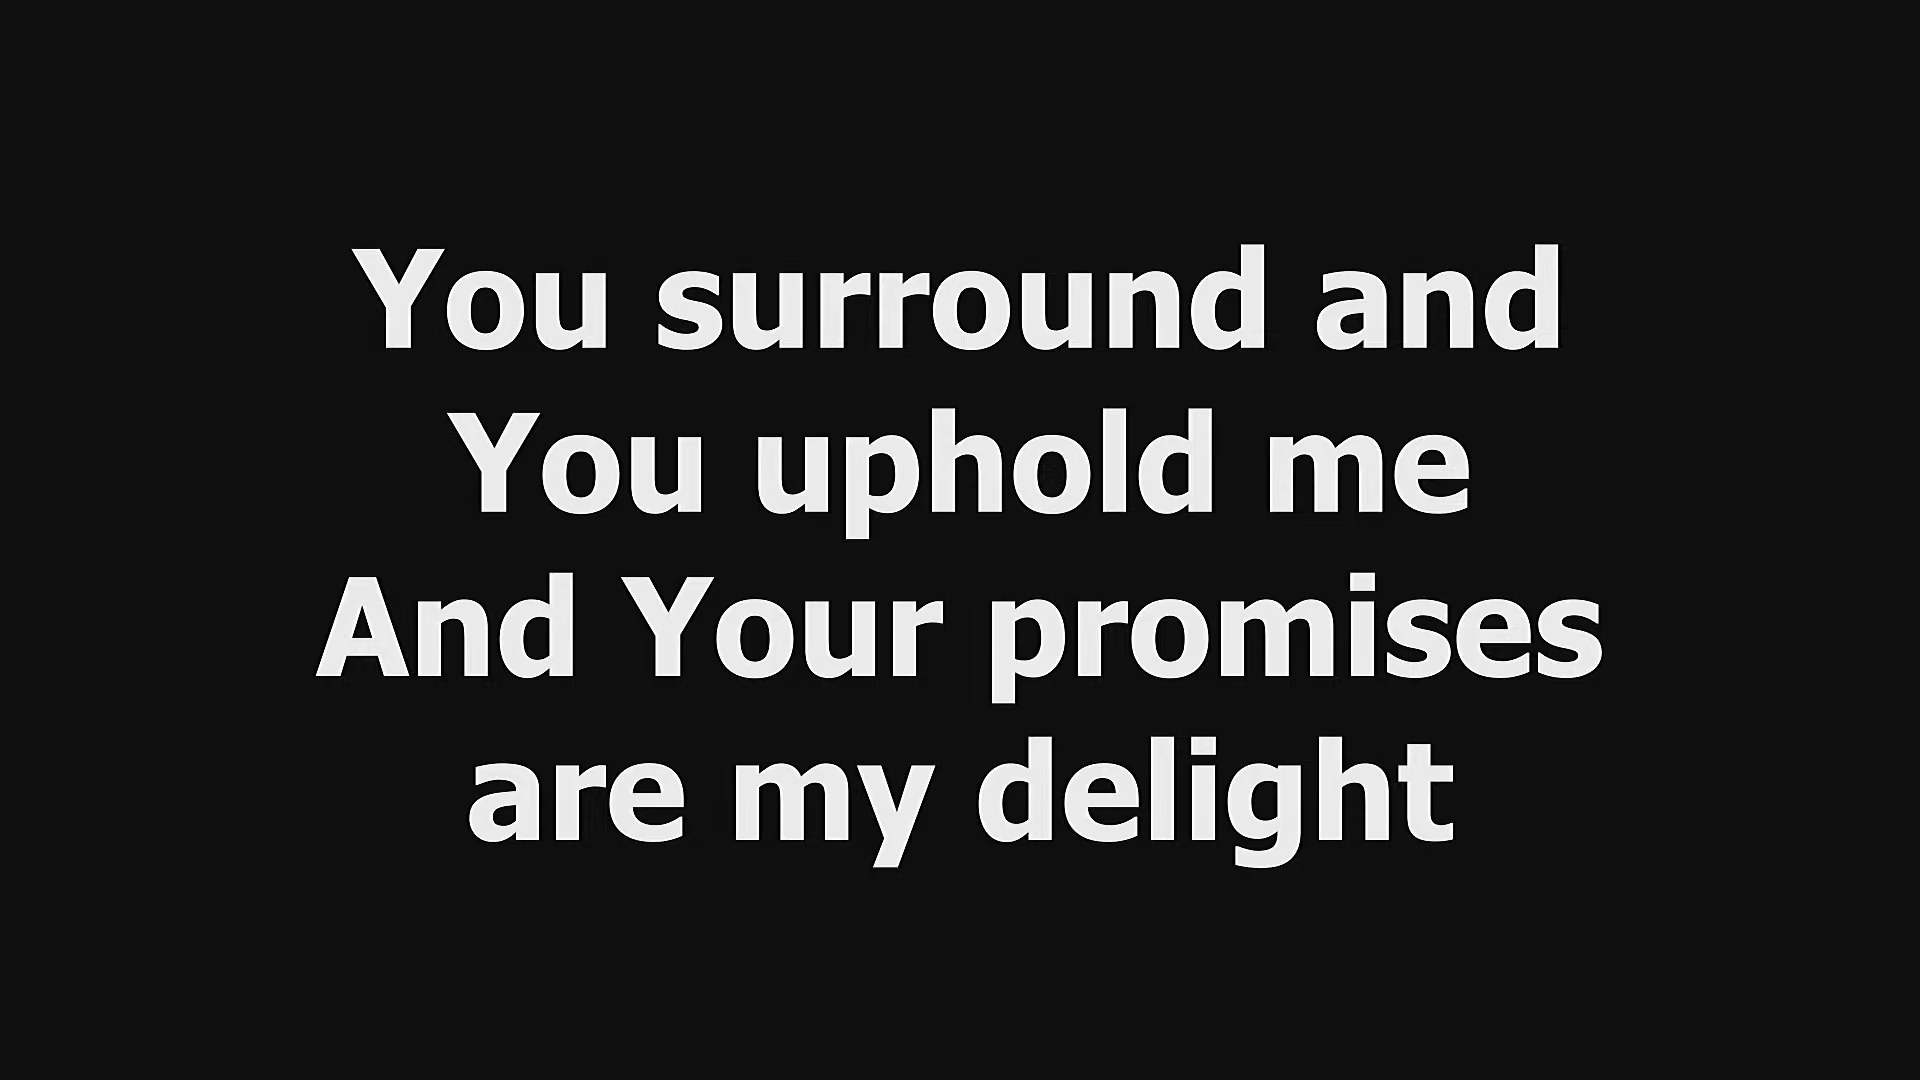 You surround and
You uphold me
And Your promises
are my delight